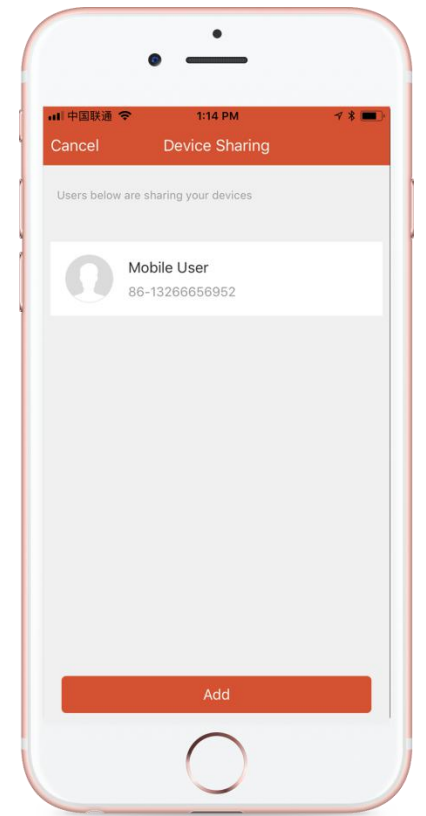 中国联通 1:14 PM
Cancel Device Sharing
Users below are sharing your devices
Mobile User
86-13266656952
Add